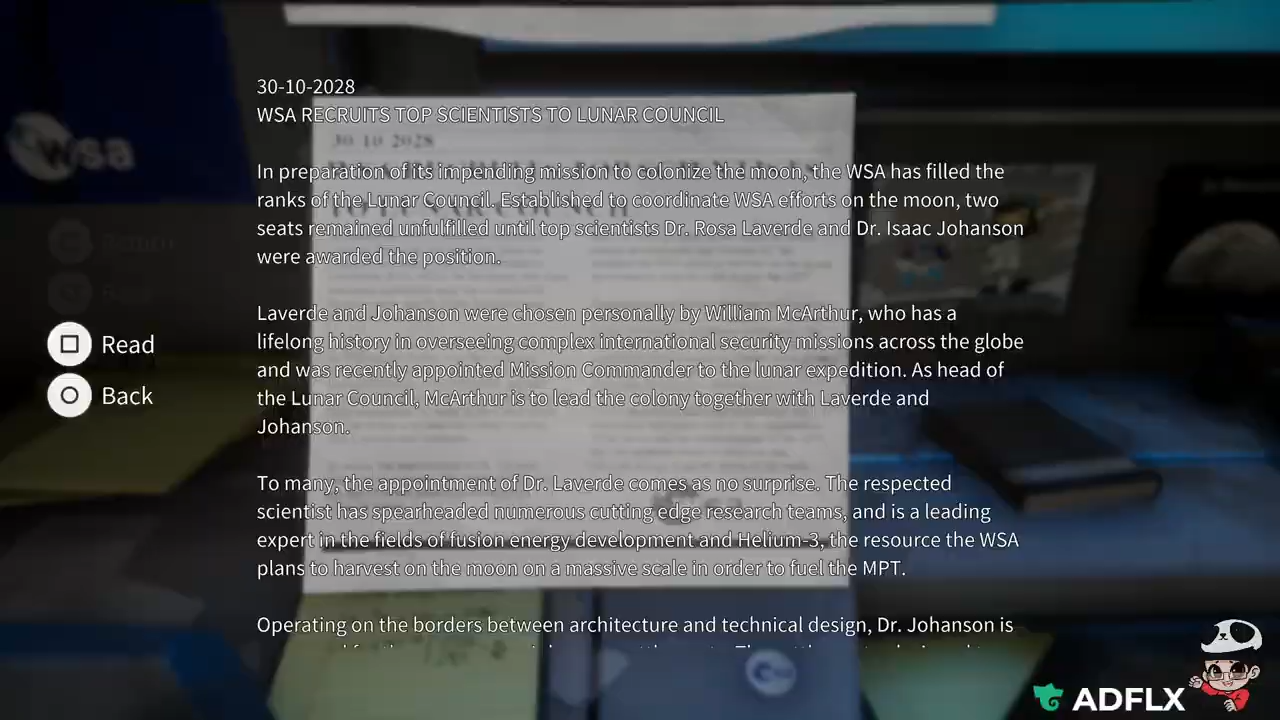 30-10-2028
WSA RECRUITS TOP SCIENTISTS TO LUNAR COUNCIL
In preparation of its impending mission to colonize the moon, the WSA has filled the
ranks of the Lunar Council. Established to coordinate WSA efforts on the moon, two
seats remained unfulfilled until top scientists Dr. Rosa Laverde and Dr. Isaac Johanson
were awarded the position.
Laverde and Johanson were chosen personally by William McArthur, who has a
lifelong history in overseeing complex international security missions across the globe
and was recently appointed Mission Commander to the lunar expedition. As head of
the Lunar Council, McArthur is to lead the colony together with Laverde and
Johanson.
To many, the appointment of Dr. Laverde comes as no surprise. The respected
scientist has spearheaded numerous cutting edge research teams, and is a leading
expert in the fields of fusion energy development and Helium-3, the resource the WSA
plans to harvest on the moon on a massive scale in order to fuel the MPT.
Operating on the borders between architecture and technical design, Dr. Johanson is
30 10 2028
wsa
Return
Read
Back
ADFLX